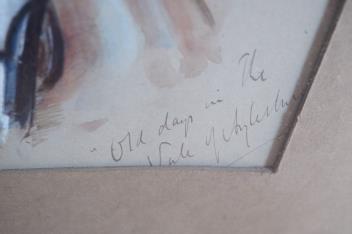 "Old days in The
Vale of Aylesbury